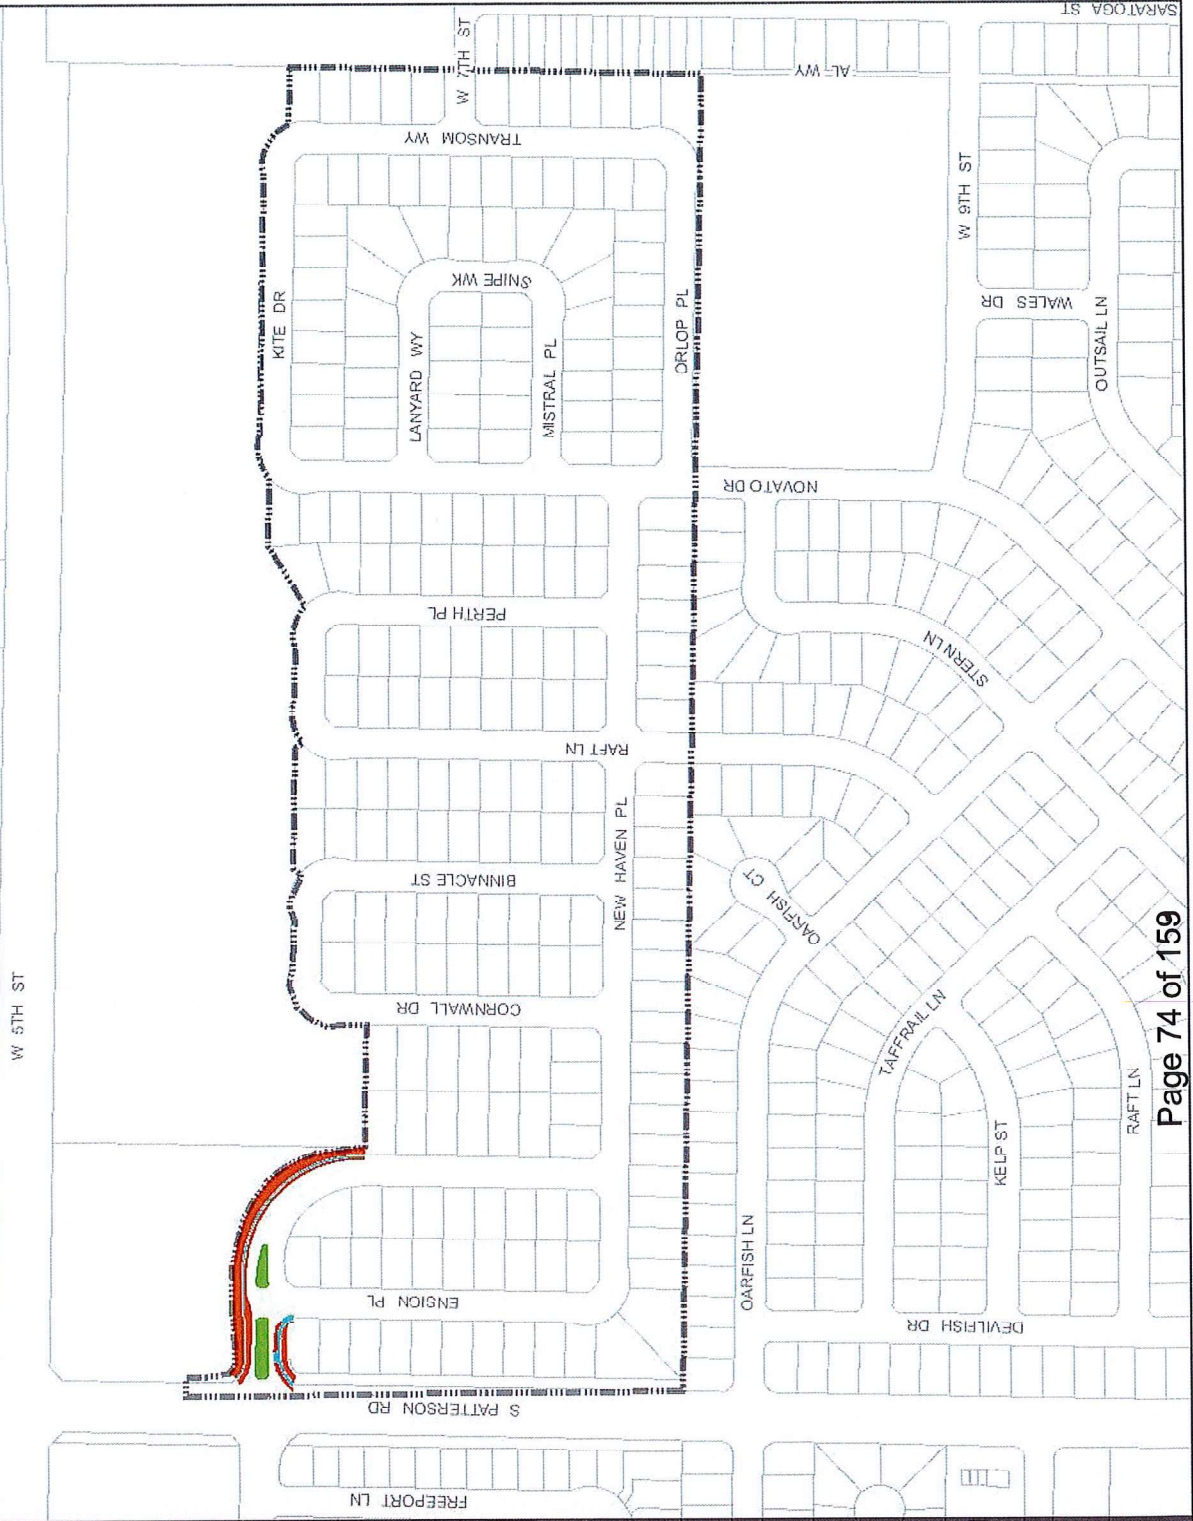 SARATOGA ST
W 7TH ST
AL WY
TRANSOM WY
W 9TH ST
SNIPE WK
KITE DR
LANYARD WY
MISTRAL PL
ORLOP PL
WALES DR
OUTSAIL LN
NOVATO DR
PERTH PL
STERN LN
RAFT LN
NEW HAVEN PL
BINNACLE ST
OARFISH CT
W 5TH ST
CORNWALL DR
TAFFRAIL LN
KELP ST
RAFT LN
Page 74 of 159
OARFISH LN
ENSIGN PL
DEVILFISH DR
S PATTERSON RD
FREEPORT LN